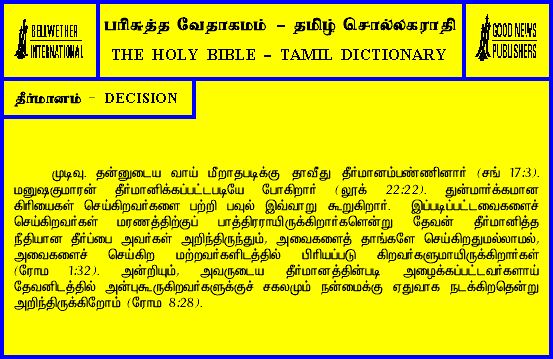 BELLWETHER
INTERNATIONAL
பரிசுத்த வேதாகமம் - தமிழ் சொல்லகராதி
THE HOLY BIBLE - TAMIL DICTIONARY
GOOD NEWS
PUBLISHERS
தீர்மானம் - DECISION
முடிவு. தன்னுடைய வாய் மீறாதபடிக்கு தாவீது தீர்மானம்பண்ணினார் (சங் 17:3).
மனுஷகுமாரன் தீர்மானிக்கப்பட்டபடியே போகிறார் (லூக் 22:22). துன்மார்க்கமான
கிரியைகள் செய்கிறவர்களை பற்றி பவுல் இவ்வாறு கூறுகிறார். இப்படிப்பட்டவைகளைச்
செய்கிறவர்கள் மரணத்திற்குப் பாத்திரராயிருக்கிறார்களென்று தேவன் தீர்மானித்த
நீதியான தீர்ப்பை அவர்கள் அறிந்திருந்தும், அவைகளைத் தாங்களே செய்கிறதுமல்லாமல்,
அவைகளைச் செய்கிற மற்றவர்களிடத்தில் பிரியப்படு கிறவர்களுமாயிருக்கிறார்கள்
(ரோம 1:32). அன்றியும், அவருடைய தீர்மானத்தின்படி அழைக்கப்பட்டவர்களாய்
தேவனிடத்தில் அன்புகூருகிறவர்களுக்குச் சகலமும் நன்மைக்கு ஏதுவாக நடக்கிறதென்று
அறிந்திருக்கிறோம் (ரோம 8:28).